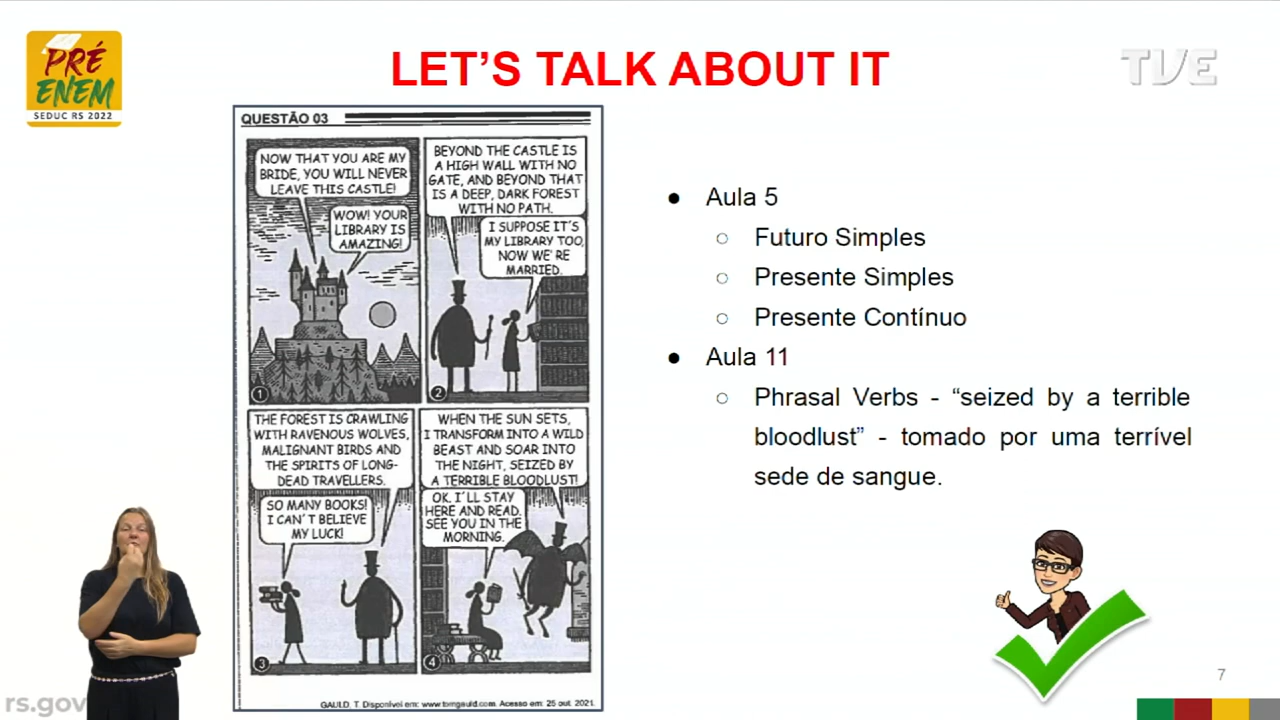 PRÉ
ENEM
SEDUC RS 2022
LET'S TALK ABOUT IT
TVE
QUESTÃO 03
NOW THAT YOU ARE MY
BRIDE, YOU WILL NEVER
LEAVE THIS CASTLE!
WOW! YOUR
LIBRARY IS
AMAZING!
1
BEYOND THE CASTLE IS
A HIGH WALL WITH NO
GATE, AND BEYOND THAT
IS A DEEP, DARK FOREST
WITH NO PATH.
I SUPPOSE IT'S
MY LIBRARY TOO,
NOW WE'RE
MARRIED.
2
THE FOREST IS CRAWLING
WITH RAVENOUS WOLVES,
MALIGNANT BIRDS AND
THE SPIRITS OF LONG-
DEAD TRAVELLERS.
SO MANY BOOKS!
I CAN'T BELIEVE
MY LUCK!
3
WHEN THE SUN SETS,
I TRANSFORM INTO A WILD
BEAST AND SOAR INTO
THE NIGHT, SEIZED BY
A TERRIBLE BLOODLUST!
OK. I'LL STAY
HERE AND READ.
SEE YOU IN THE
MORNING.
4
GAULD, T. Disponível em: www.tomgauld.com. Acesso em: 25 out. 2021.
● Aula 5
○ Futuro Simples
○ Presente Simples
○ Presente Contínuo
● Aula 11
○ Phrasal Verbs - “seized by a terrible
bloodlust” - tomado por uma terrível
sede de sangue.
7
rs.gov